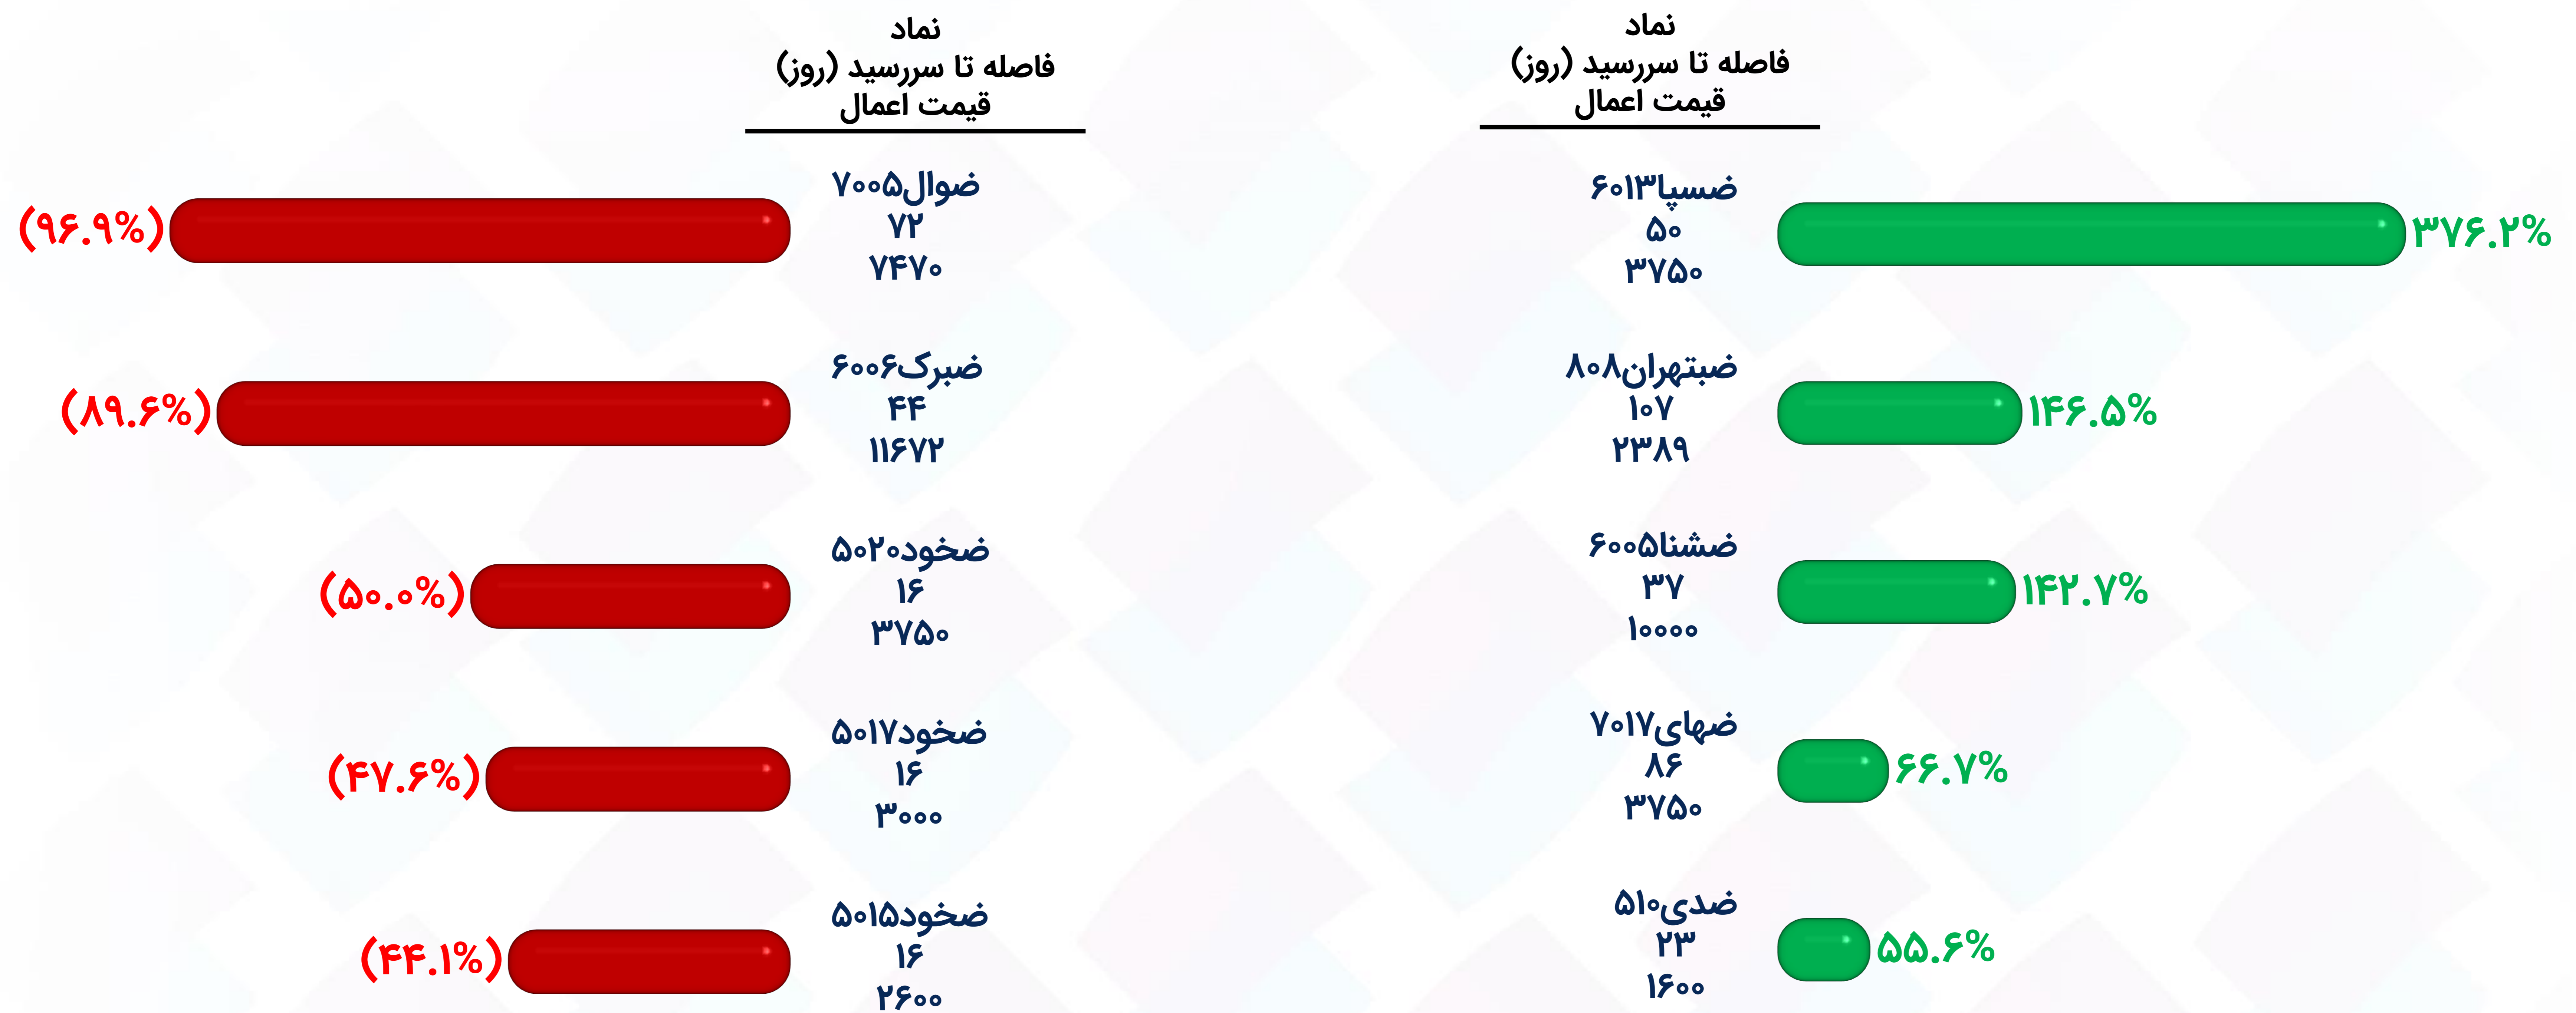 نماد
فاصله تا سررسید (روز)
قیمت اعمال
ضسپا۶۰۱۳
۵۰
۳۷۵۰
۳۷۶.۲%
ضبتهران۸۰۸
۱۰۷
۲۳۸۹
۱۴۶.۵%
ضشنا۶۰۰۵
۳۷
۱۰۰۰۰
۱۴۲.۷%
ضهای۷۰۱۷
۸۶
۳۷۵۰
۶۶.۷%
ضدی۵۱۰
۲۳
۱۶۰۰
۵۵.۶%
نماد
فاصله تا سررسید (روز)
قیمت اعمال
ضوال۷۰۰۵
۷۲
۷۴۷۰
(۹۶.۹%)
ضبرک۶۰۰۶
۴۴
۱۱۶۷۲
(۸۹.۶%)
ضخود۵۰۲۰
۱۶
۳۷۵۰
(۵۰.۰%)
ضخود۵۰۱۷
۱۶
۳۰۰۰
(۴۷.۶%)
ضخود۵۰۱۵
۱۶
۲۶۰۰
(۴۴.۱%)